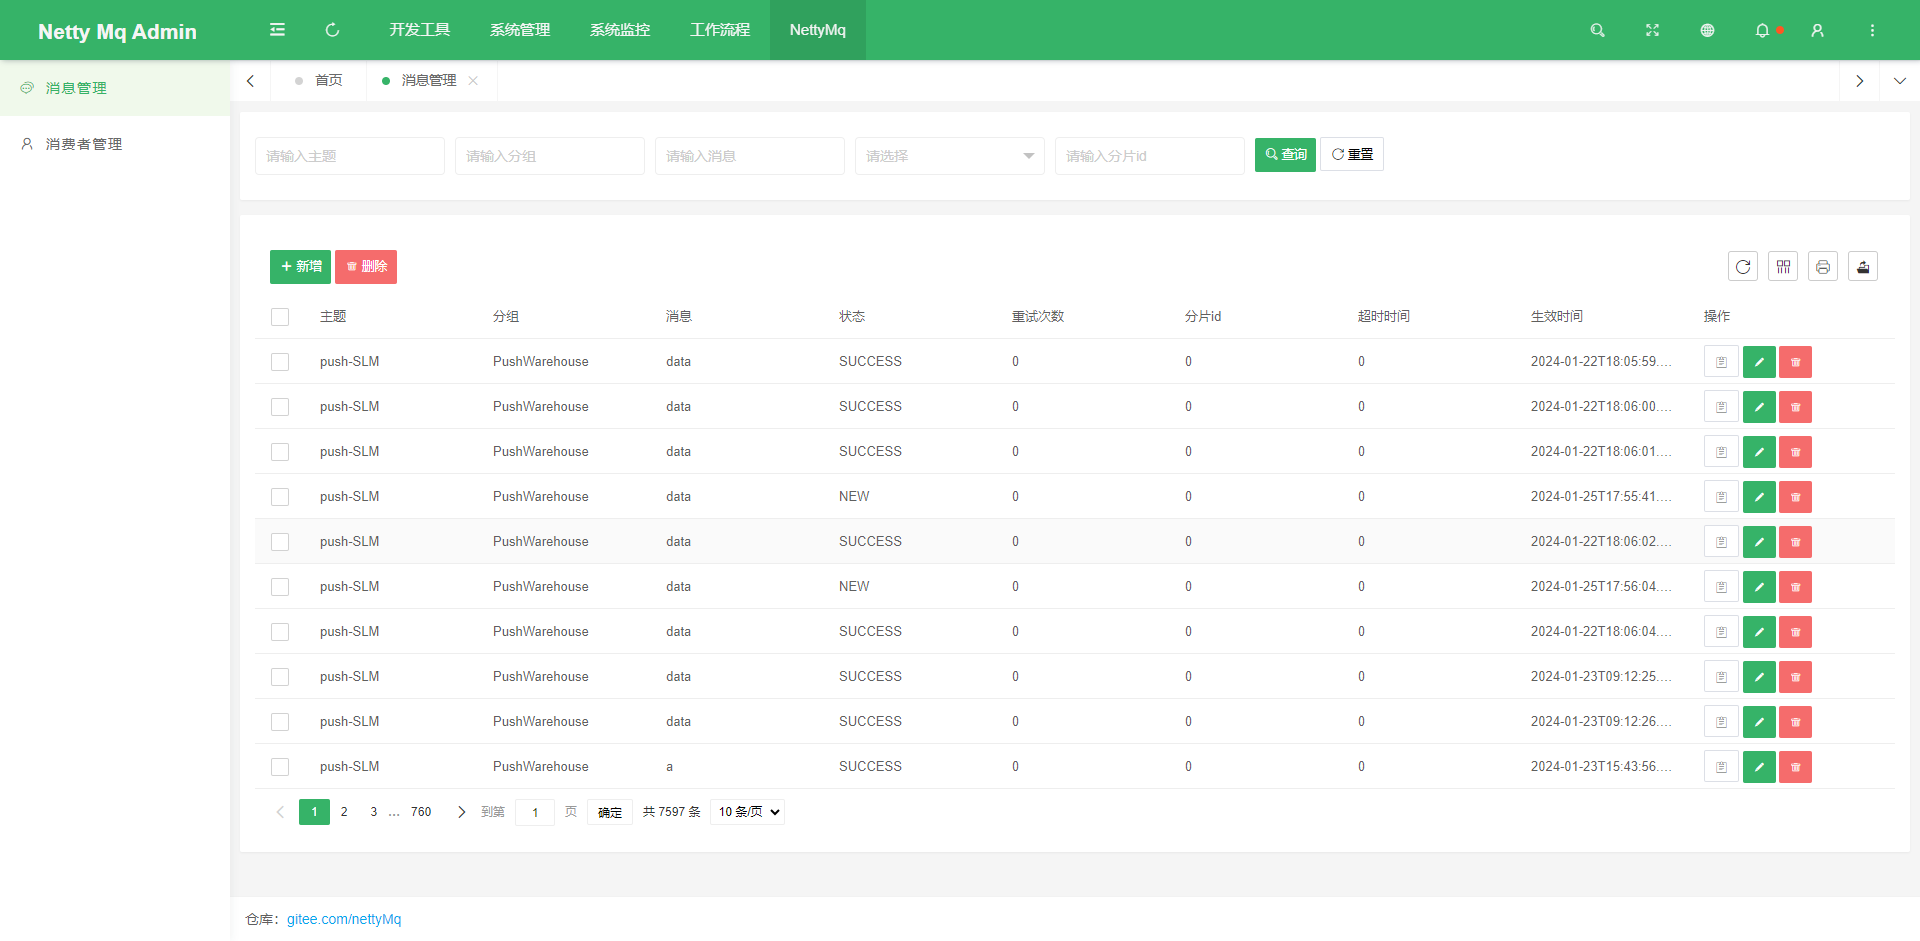 Netty Mq Admin 开发工具 系统管理 系统监控 工作流程 NettyMq
消息管理
消费者管理
首页 消息管理
请输入主题 请输入分组 请输入消息 请选择 请输入分片id 查询 重置
新增 删除
主题 分组 消息 状态 重试次数 分片id 超时时间 生效时间 操作
push-SLM PushWarehouse data SUCCESS 0 0 0 2024-01-22T18:05:59....
push-SLM PushWarehouse data SUCCESS 0 0 0 2024-01-22T18:06:00....
push-SLM PushWarehouse data SUCCESS 0 0 0 2024-01-22T18:06:01....
push-SLM PushWarehouse data NEW 0 0 0 2024-01-25T17:55:41....
push-SLM PushWarehouse data SUCCESS 0 0 0 2024-01-22T18:06:02....
push-SLM PushWarehouse data NEW 0 0 0 2024-01-25T17:56:04....
push-SLM PushWarehouse data SUCCESS 0 0 0 2024-01-22T18:06:04....
push-SLM PushWarehouse data SUCCESS 0 0 0 2024-01-23T09:12:25....
push-SLM PushWarehouse data SUCCESS 0 0 0 2024-01-23T09:12:26....
push-SLM PushWarehouse a SUCCESS 0 0 0 2024-01-23T15:43:56....
1 2 3 ... 760 到第 1 页 确定 共 7597 条 10 条/页
仓库：gitee.com/nettyMq